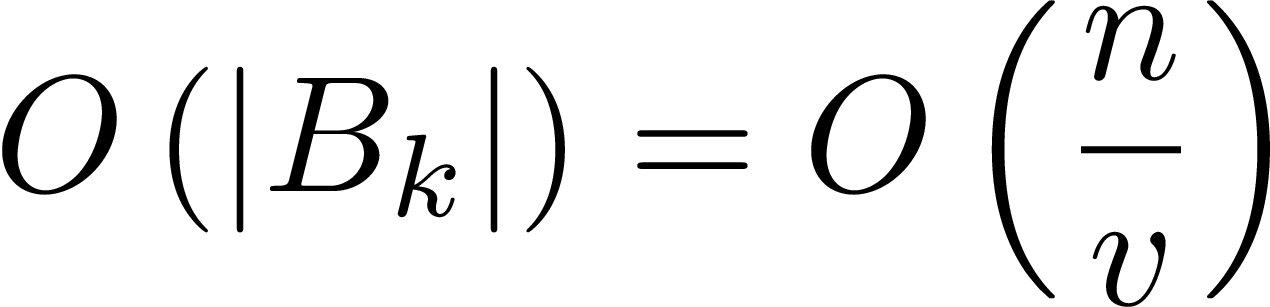 O (|B_k|) = O (n/v)